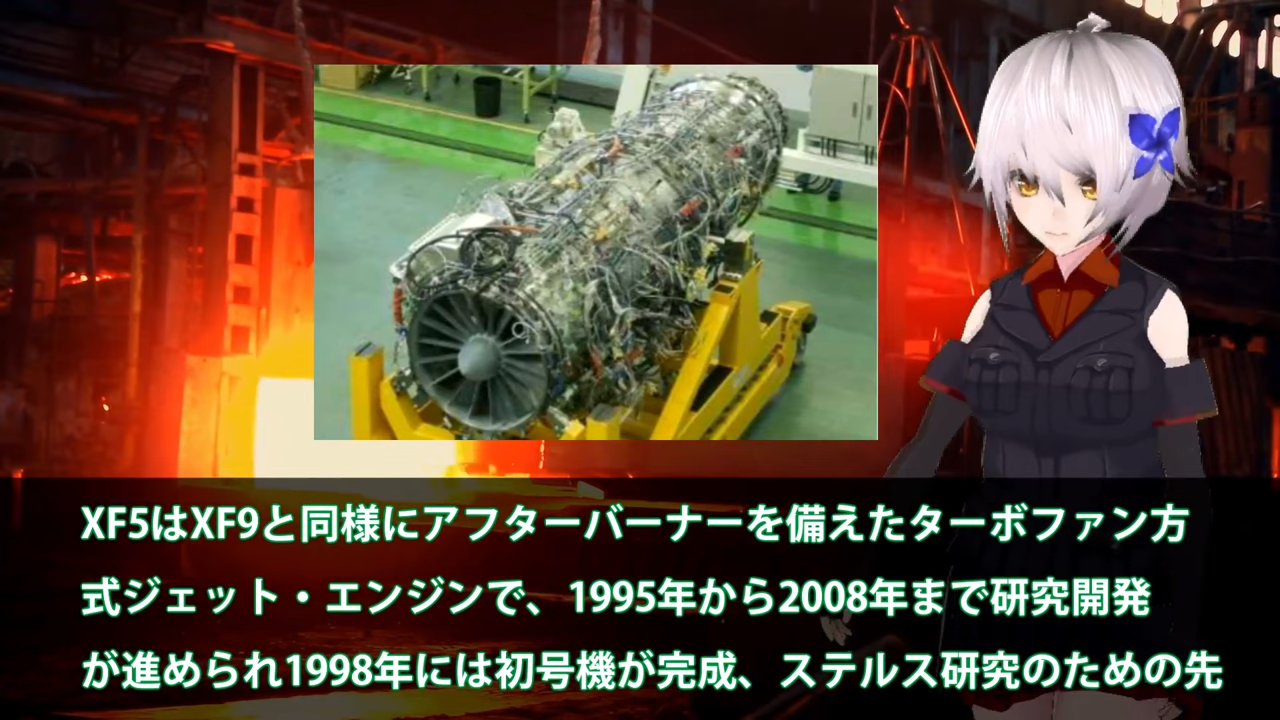 XF5はXF9と同様にアフターバーナーを備えたターボファン方
式ジェット・エンジンで、1995年から2008年まで研究開発
が進められ1998年には初号機が完成、ステルス研究のための先